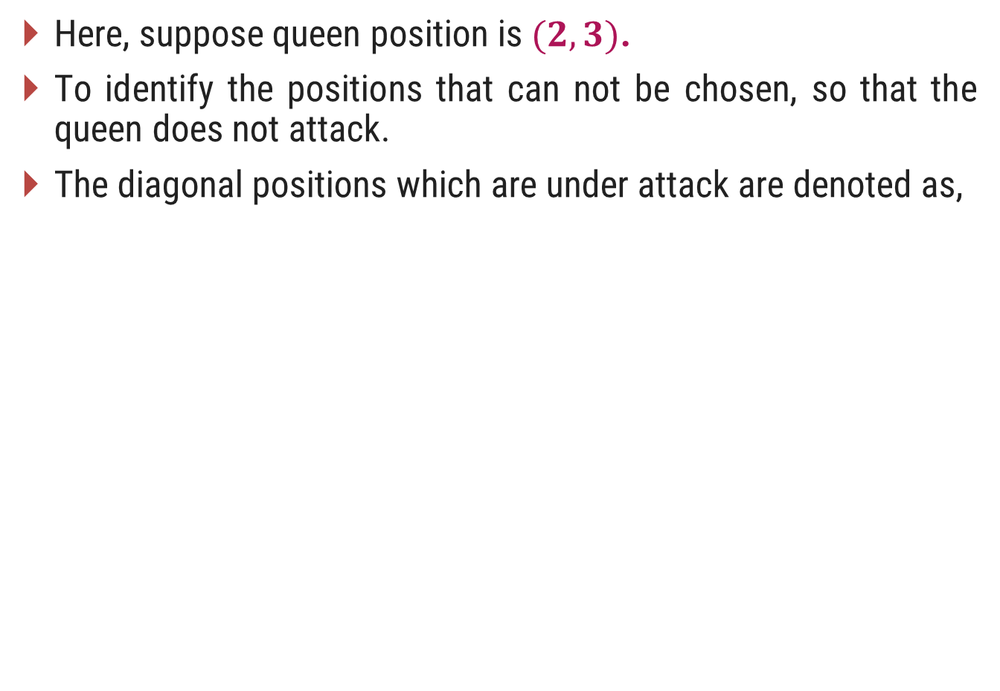 Here, suppose queen position is (2, 3).
To identify the positions that can not be chosen, so that the
queen does not attack.
The diagonal positions which are under attack are denoted as,